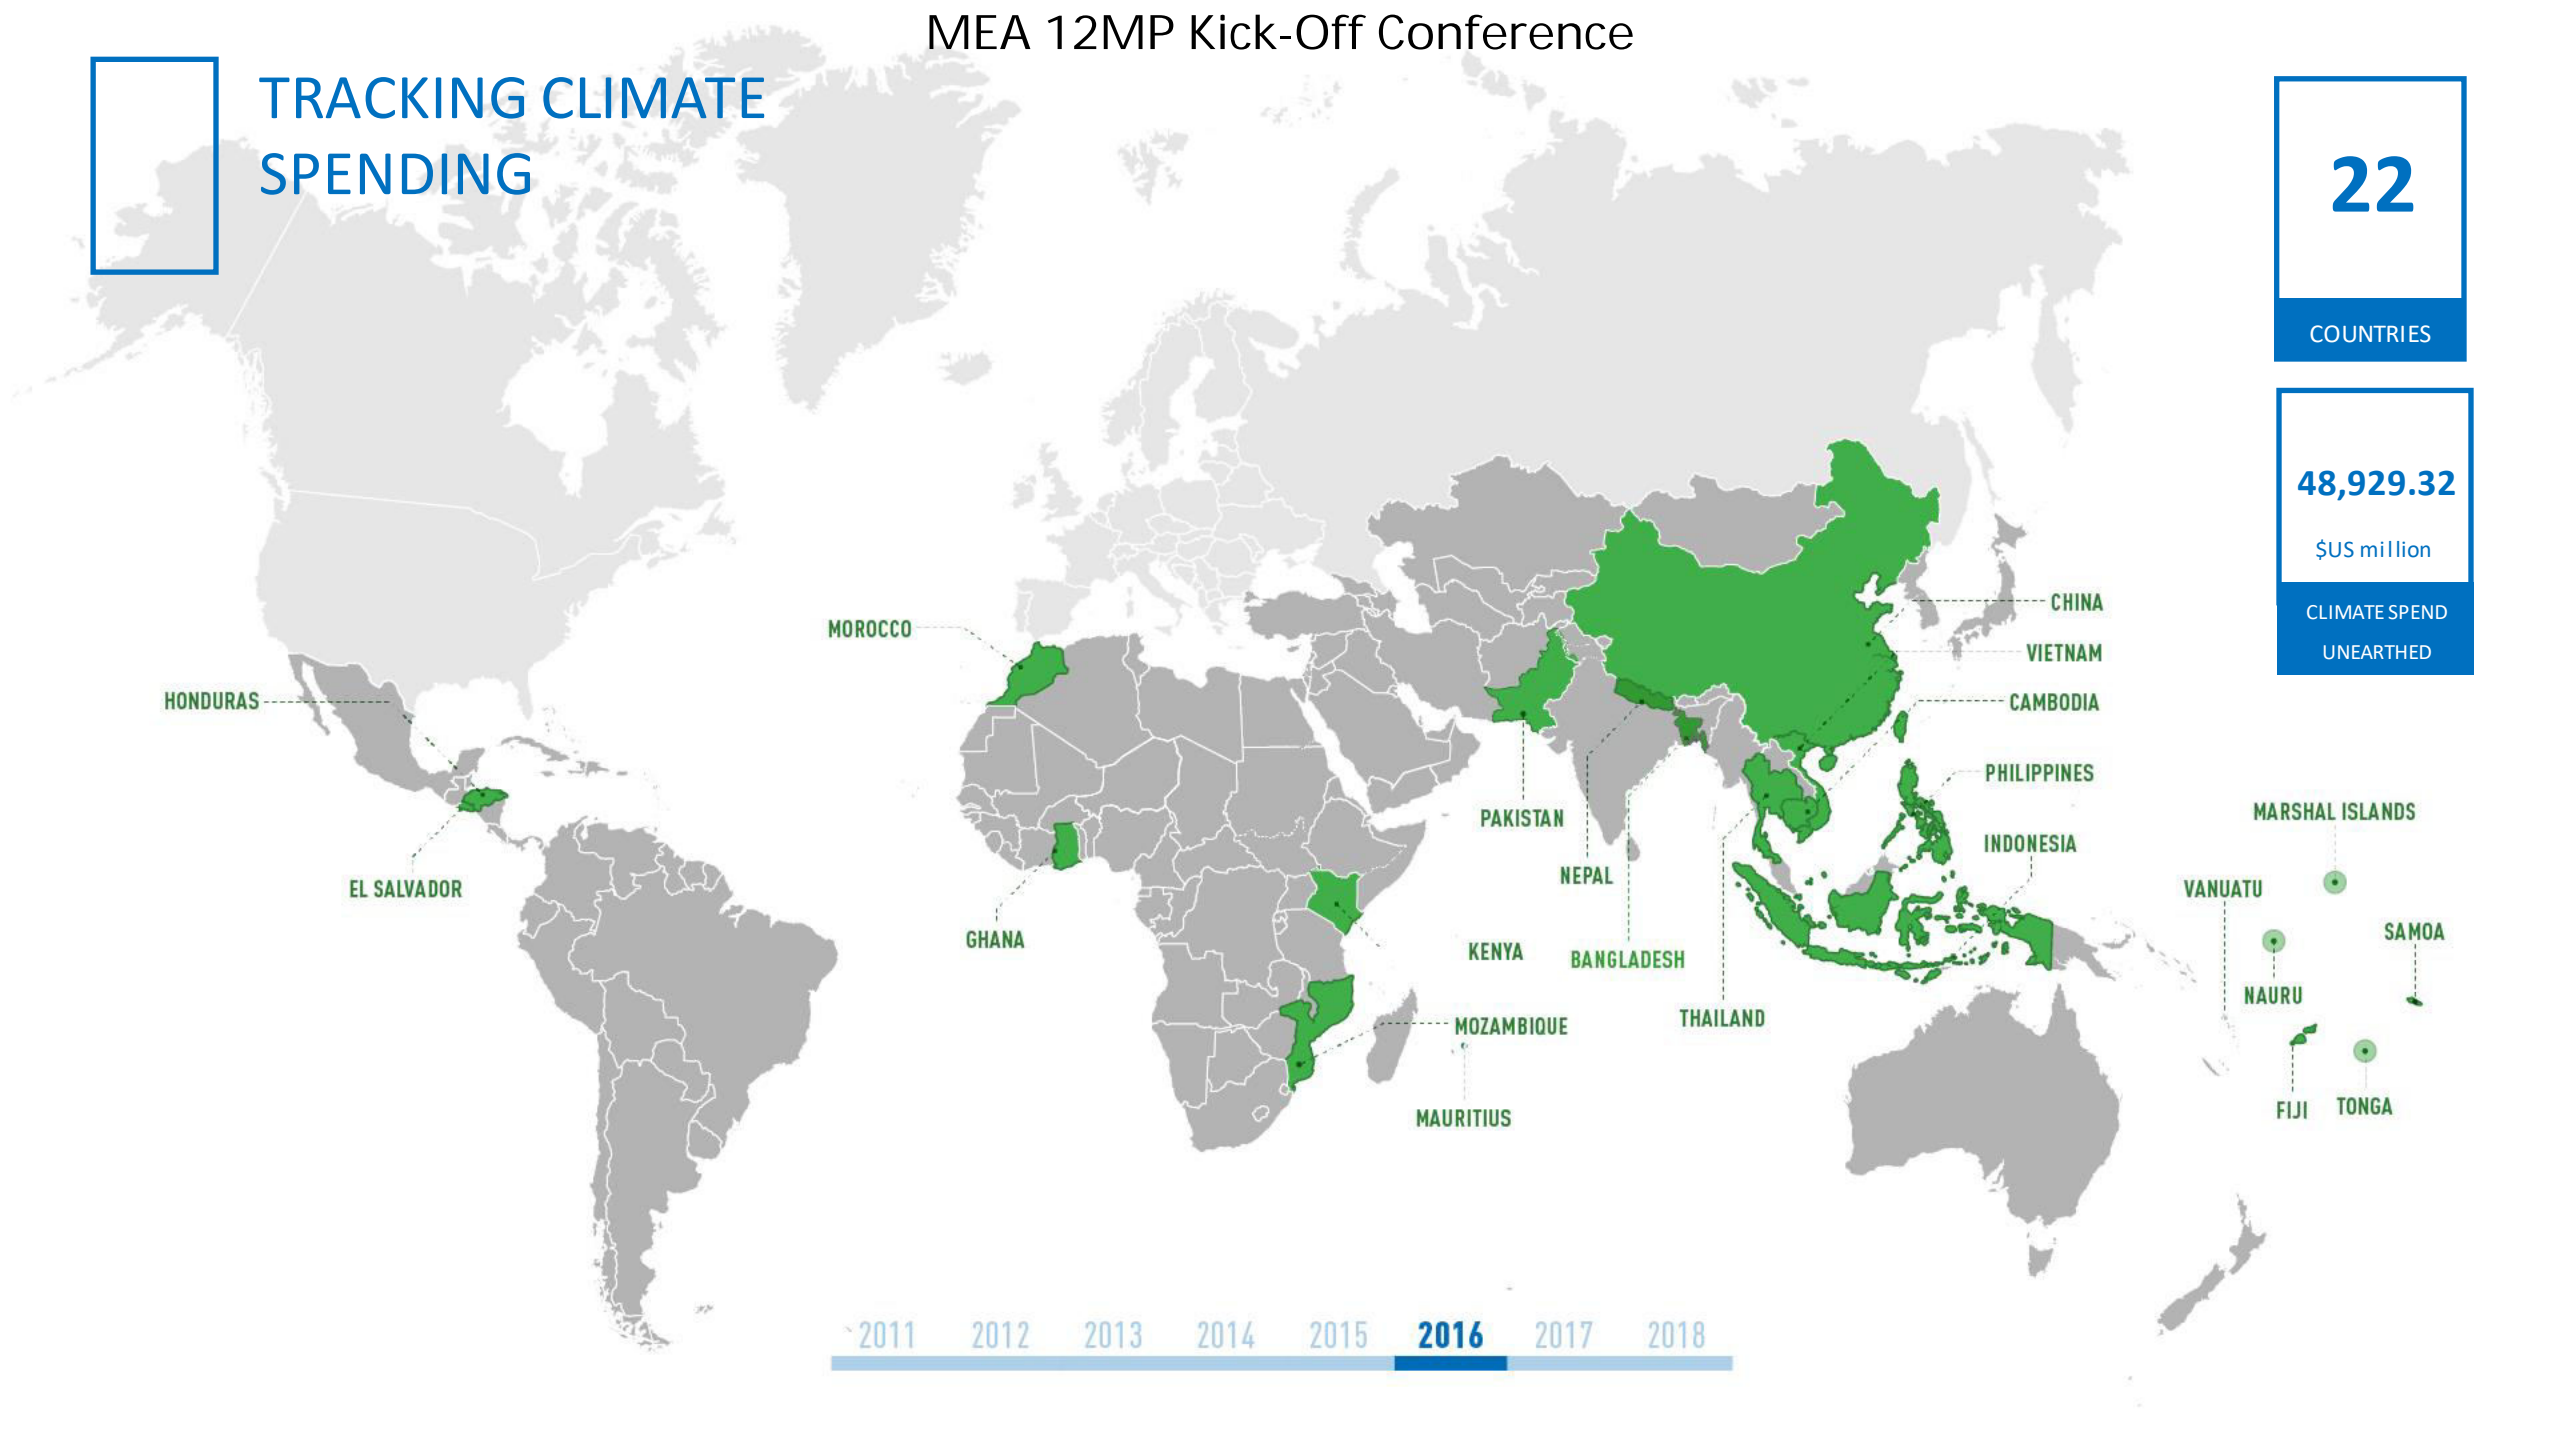 MEA 12MP Kick-Off Conference
TRACKING CLIMATE
SPENDING
22
COUNTRIES
48,929.32
$US million
CLIMATE SPEND
UNEARTHED
CHINA
MOROCCO
VIETNAM
HONDURAS
CAMBODIA
PHILIPPINES
PAKISTAN
MARSHAL ISLANDS
INDONESIA
NEPAL
EL SALVADOR
VANUATU
GHANA
SAMOA
KENYA
BANGLADESH
NAURU
MOZAMBIQUE
THAILAND
MAURITIUS
FIJI
TONGA
2011 2012 2013 2014 2015 2016 2017 2018